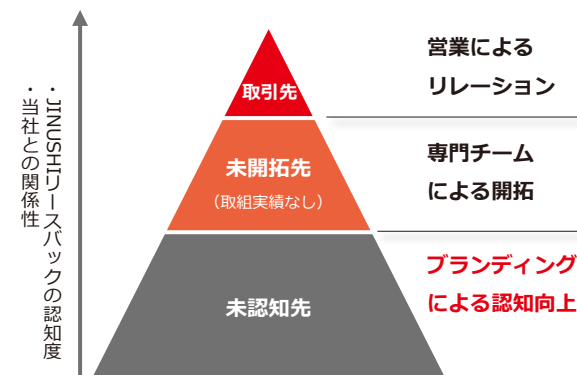 ・JINUSHIリースバックの認知度
・当社との関係性
取引先
営業による
リレーション
未開拓先
（取組実績なし）
専門チーム
による開拓
未認知先
ブランディング
による認知向上